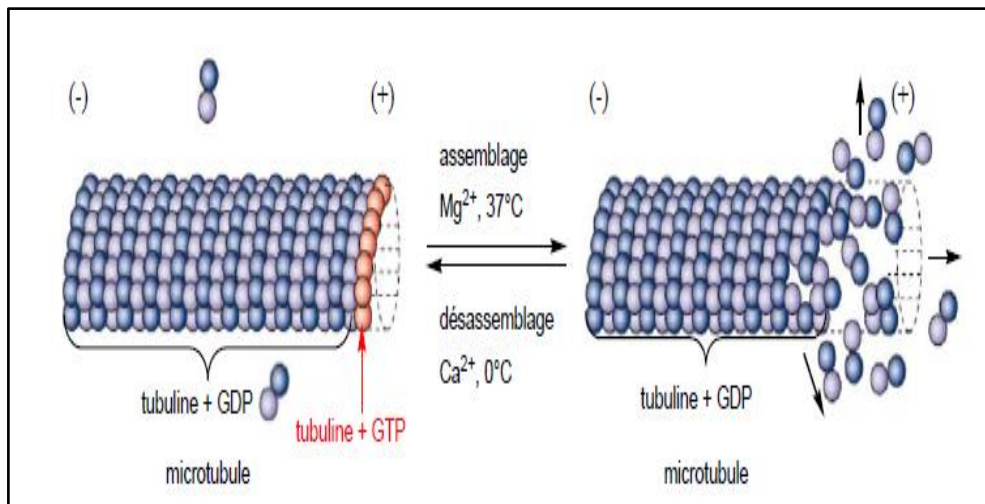 (-)
(+)
assemblage
Mg²⁺, 37°C
désassemblage
Ca²⁺, 0°C
tubuline + GDP
tubuline + GTP
microtubule
(-)
(+)
tubuline + GDP
microtubule